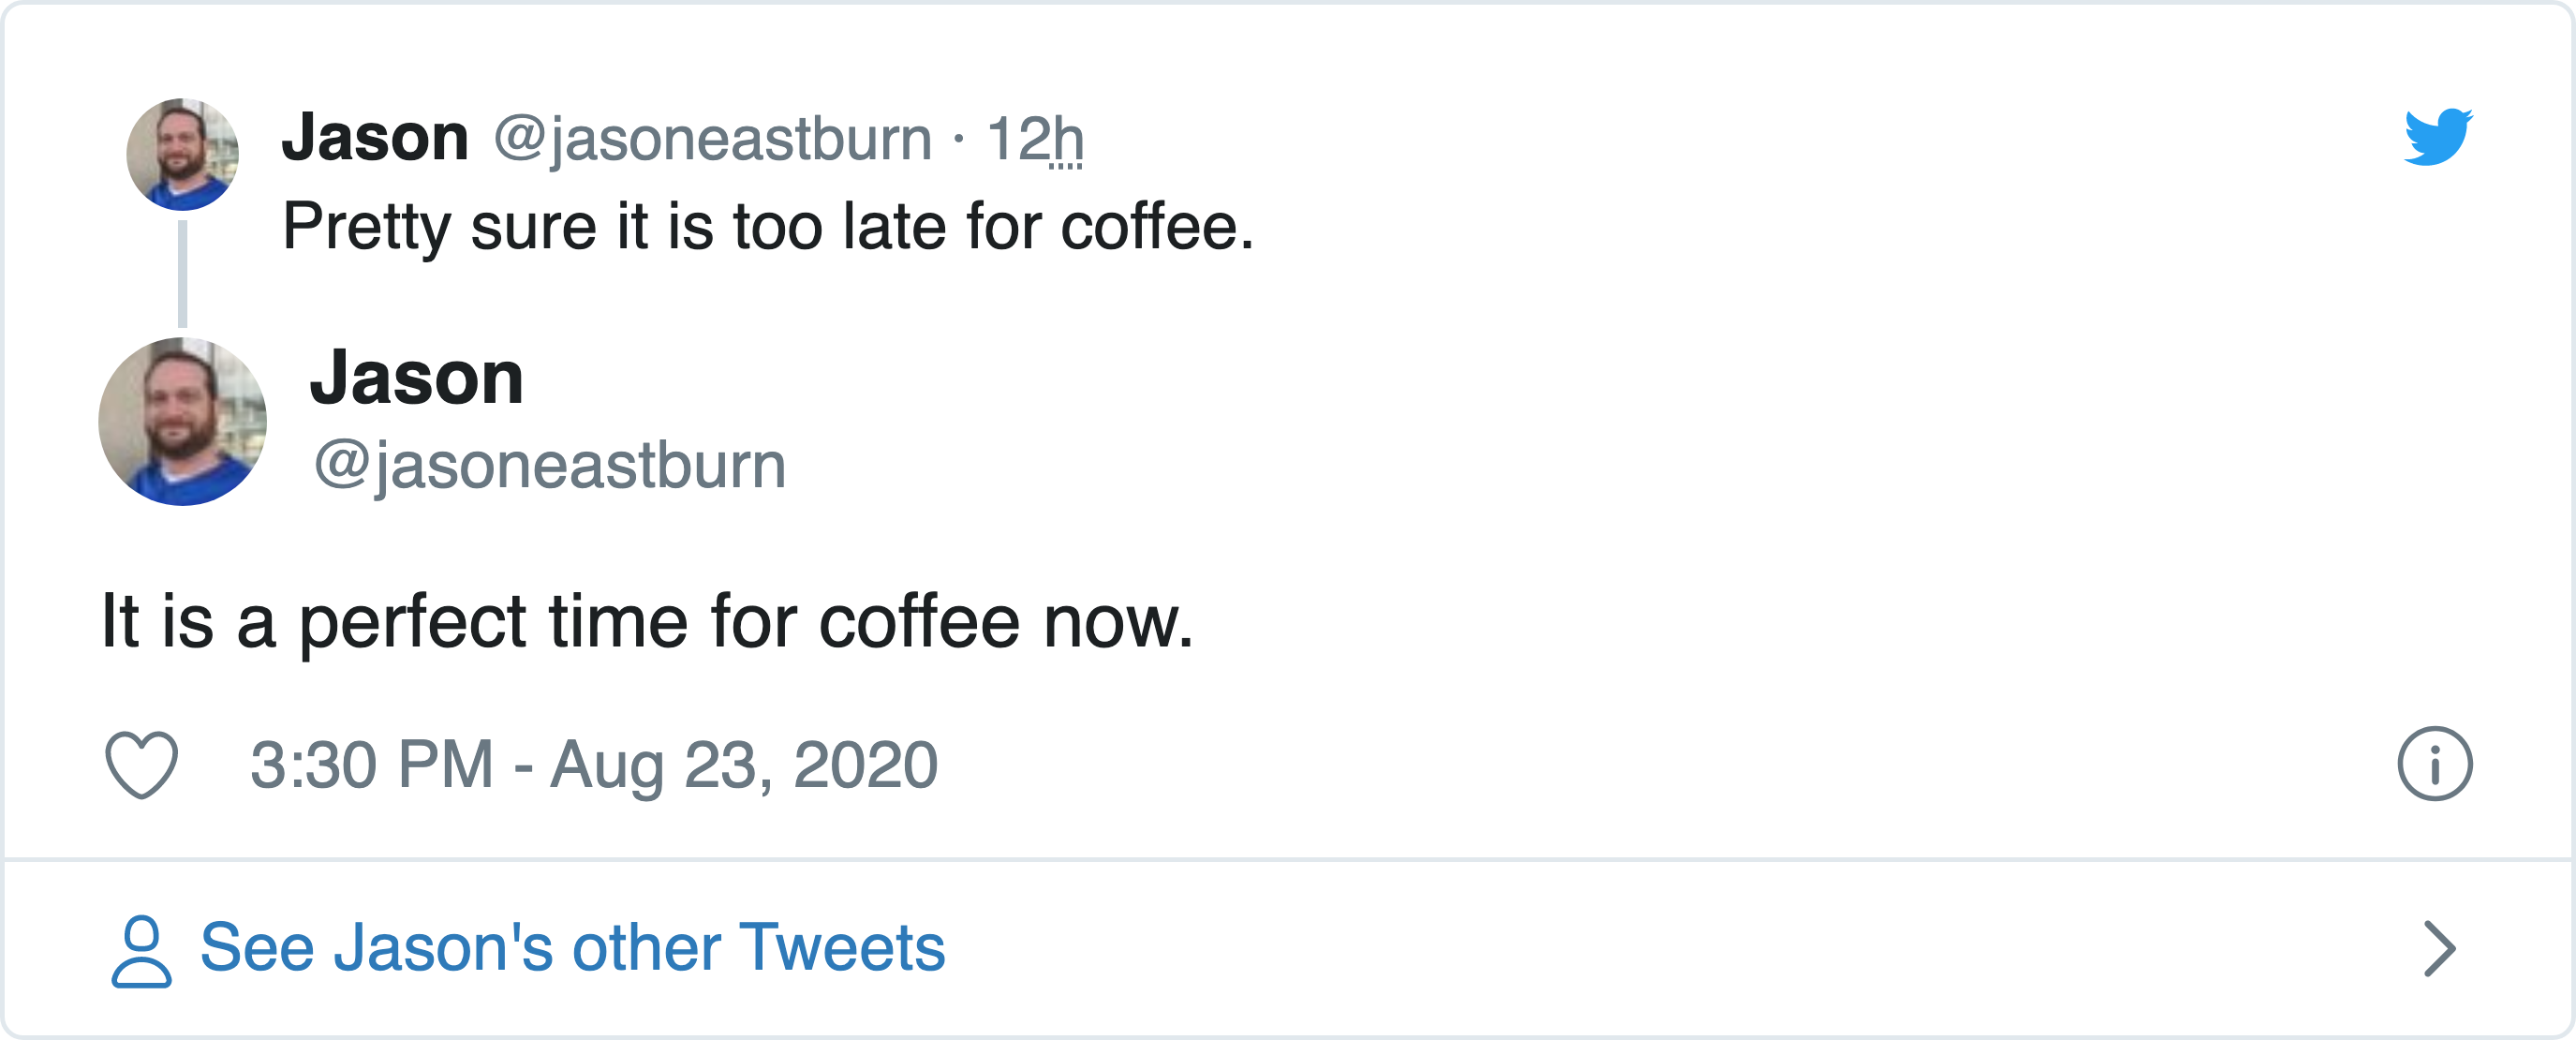 Jason @jasoneastburn · 12h
Pretty sure it is too late for coffee.
Jason
@jasoneastburn
It is a perfect time for coffee now.
3:30 PM - Aug 23, 2020
See Jason's other Tweets